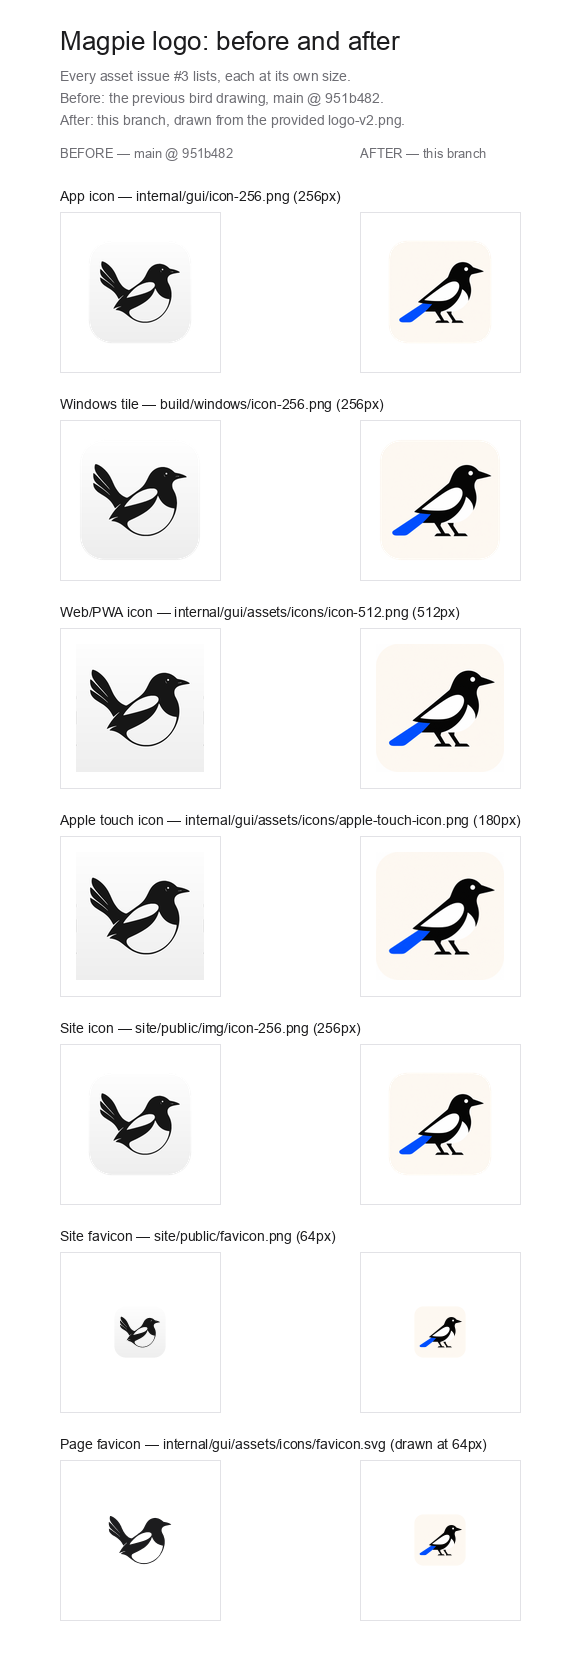 Magpie logo: before and after
Every asset issue #3 lists, each at its own size.
Before: the previous bird drawing, main @ 951b482.
After: this branch, drawn from the provided logo-v2.png.
BEFORE — main @ 951b482
AFTER — this branch
App icon — internal/gui/icon-256.png (256px)
Windows tile — build/windows/icon-256.png (256px)
Web/PWA icon — internal/gui/assets/icons/icon-512.png (512px)
Apple touch icon — internal/gui/assets/icons/apple-touch-icon.png (180px)
Site icon — site/public/img/icon-256.png (256px)
Site favicon — site/public/favicon.png (64px)
Page favicon — internal/gui/assets/icons/favicon.svg (drawn at 64px)